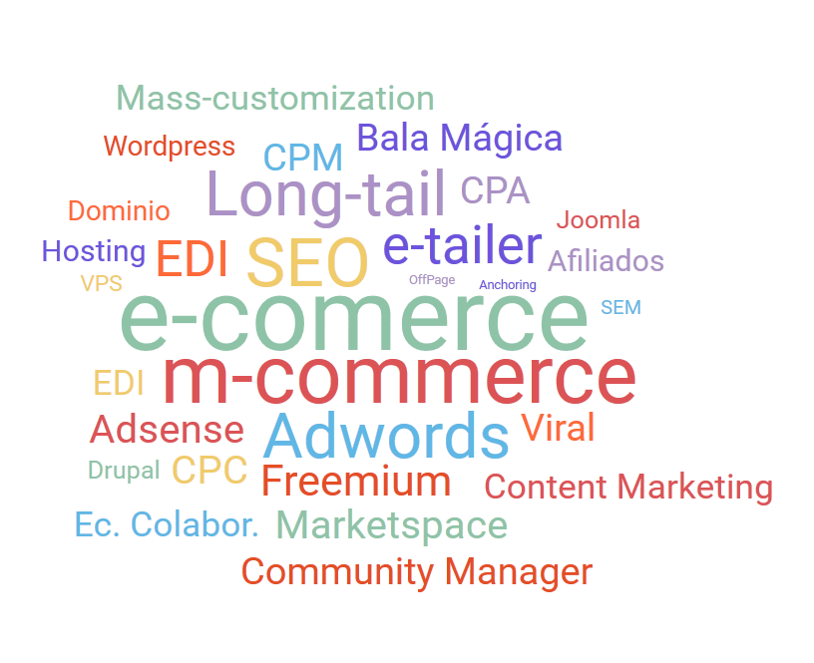 Mass-customization
Wordpress CPM Bala Mágica
Dominio Long-tail CPA Joomla
Hosting EDI SEO e-tailer Afiliados
VPS OffPage Anchoring
e-comerce SEM
EDI m-commerce
Adsense Adwords Viral
Drupal CPC Freemium Content Marketing
Ec. Colabor. Marketspace
Community Manager